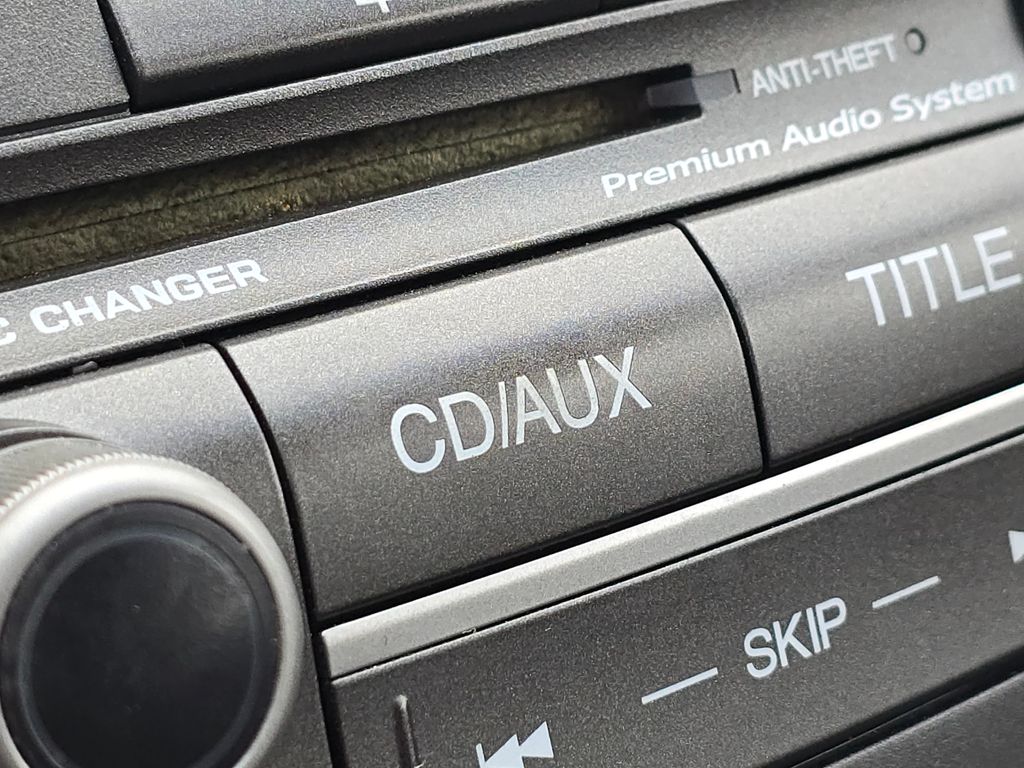 ANTI-THEFT
Premium Audio System
C CHANGER
CD/AUX
TITLE
SKIP